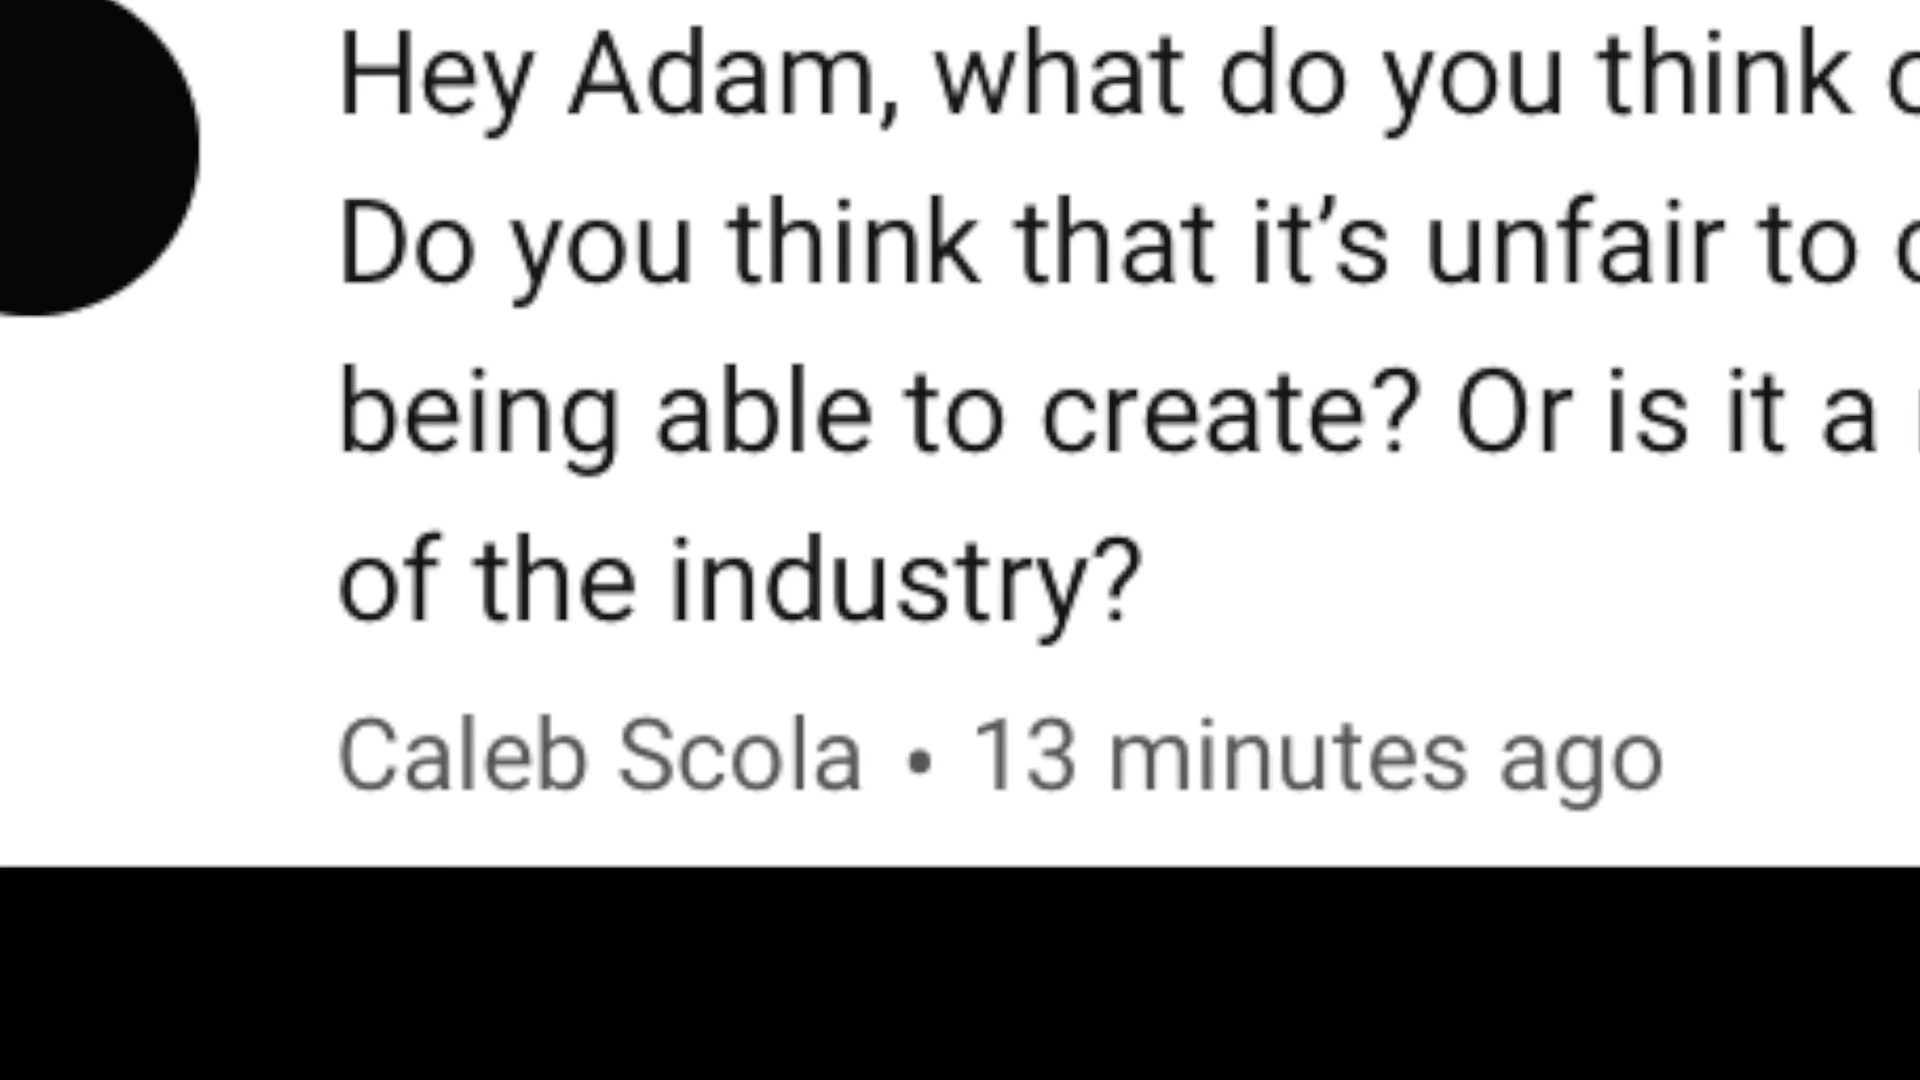 Hey Adam, what do you think
Do you think that it’s unfair to
being able to create? Or is it a
of the industry?
Caleb Scola • 13 minutes ago